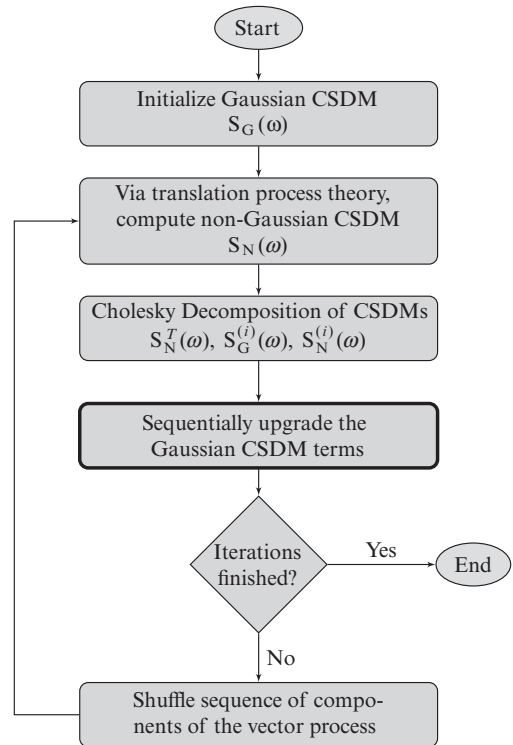 Start
Initialize Gaussian CSDM
S_G(ω)
Via translation process theory,
compute non-Gaussian CSDM
S_N(ω)
Cholesky Decomposition of CSDMs
S_N^T(ω), S_G^(i)(ω), S_N^(i)(ω)
Sequentially upgrade the
Gaussian CSDM terms
Iterations
finished?
Yes
End
No
Shuffle sequence of compo-
nents of the vector process